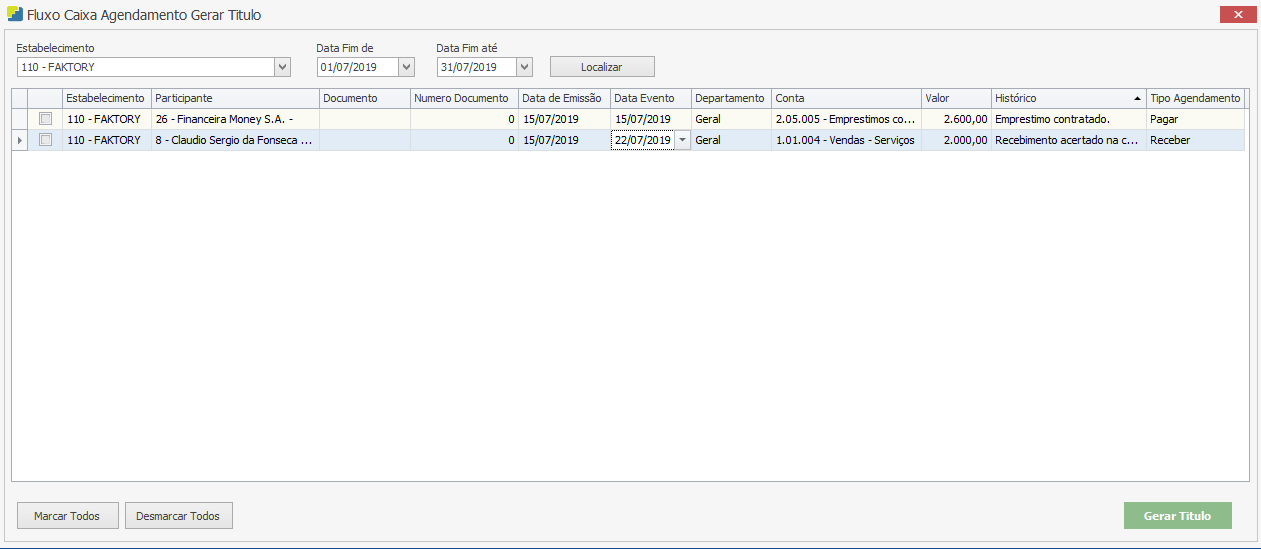 Fluxo Caixa Agendamento Gerar Titulo
Estabelecimento Data Fim de Data Fim até
110 - FAKTORY 01/07/2019 31/07/2019 Localizar
Estabelecimento Participante Documento Numero Documento Data de Emissão Data Evento Departamento Conta Valor Histórico Tipo Agendamento
110 - FAKTORY 26 - Financeira Money S.A. - 0 15/07/2019 15/07/2019 Geral 2.05.005 - Emprestimos co... 2.600,00 Emprestimo contratado. Pagar
110 - FAKTORY 8 - Claudio Sergio da Fonseca ... 0 15/07/2019 22/07/2019 Geral 1.01.004 - Vendas - Serviços 2.000,00 Recebimento acertado na c... Receber
Marcar Todos Desmarcar Todos Gerar Titulo